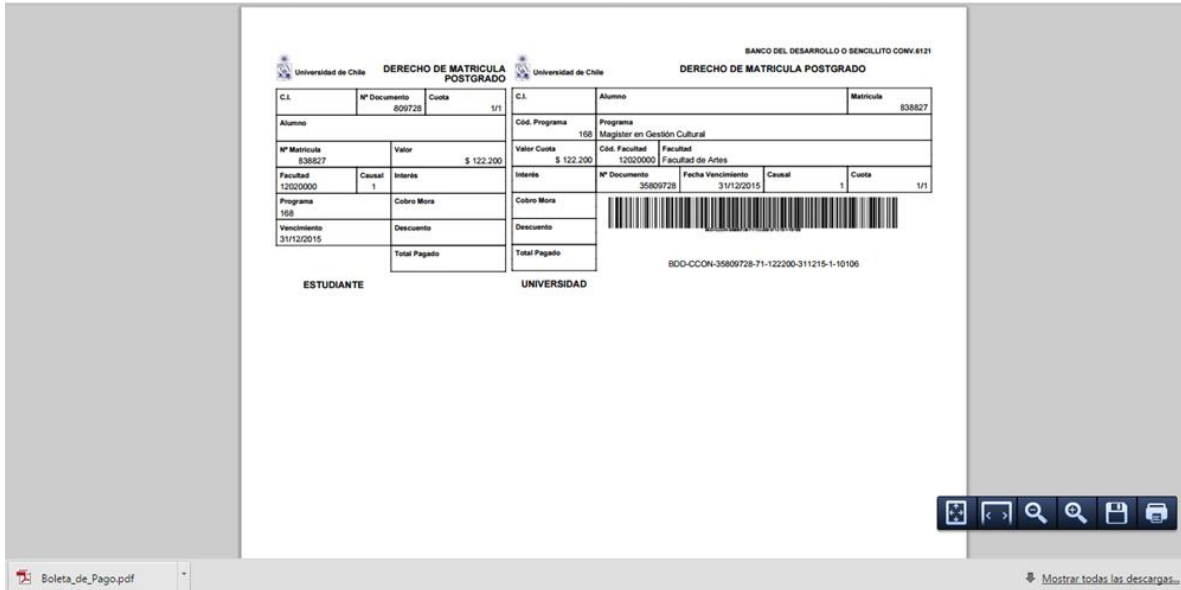 BANCO DEL DESARROLLO O SENCILLITO CONV.6121
Universidad de Chile
DERECHO DE MATRICULA POSTGRADO
C.I.
Nº Documento
809728
Cuota
1/1
Alumno
Nº Matricula
838827
Valor
$ 122.200
Facultad
12020000
Causal
1
Interés
Programa
168
Cobro Mora
Vencimiento
31/12/2015
Descuento
Total Pagado
ESTUDIANTE
Universidad de Chile
DERECHO DE MATRICULA POSTGRADO
C.I.
Alumno
Matricula
838827
Cód. Programa
168
Programa
Magíster en Gestión Cultural
Valor Cuota
$ 122.200
Cód. Facultad
12020000
Facultad
Facultad de Artes
Interés
Nº Documento
35809728
Fecha Vencimiento
31/12/2015
Causal
1
Cuota
1/1
Cobro Mora
Descuento
Total Pagado
BDD-CCON-35809728-71-122200-311215-1-10106
UNIVERSIDAD
Boleta_de_Pago.pdf
Mostrar todas las descargas...